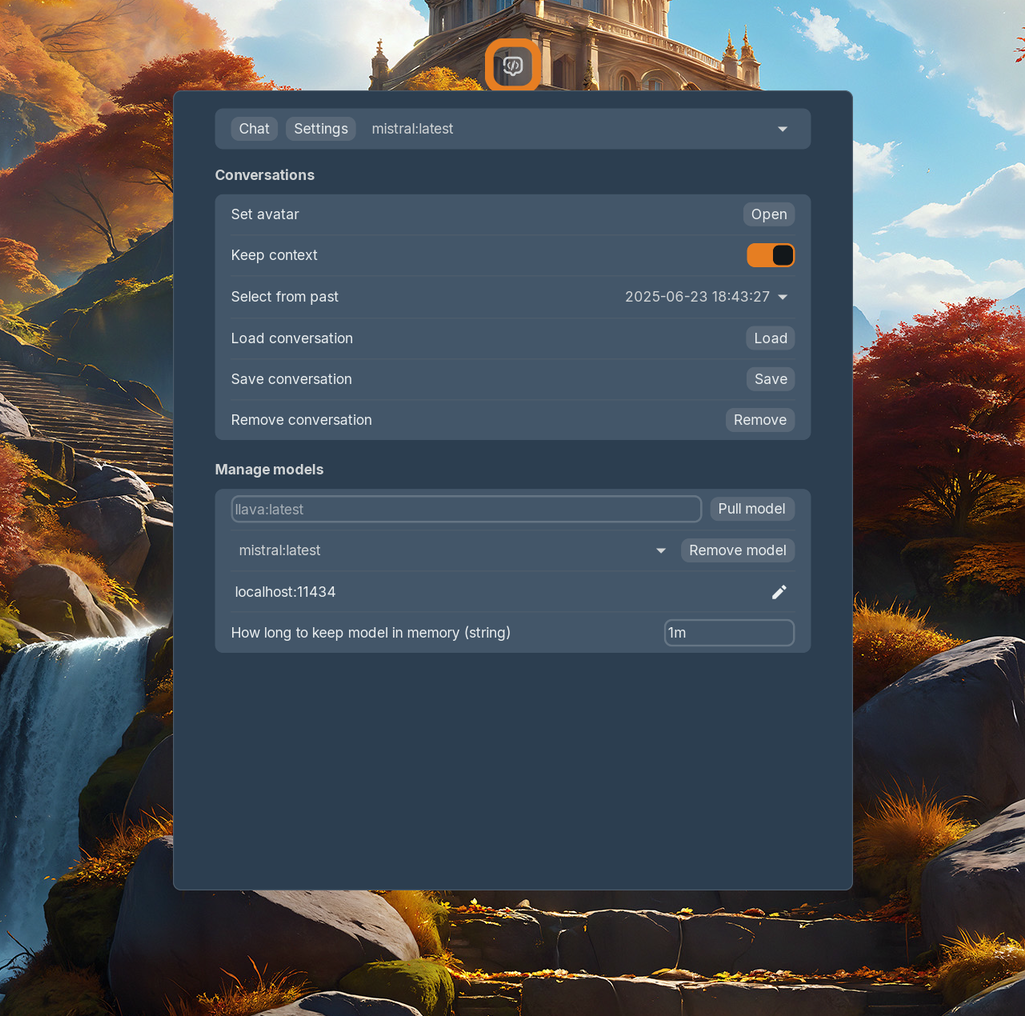 Chat Settings mistral:latest
Conversations
Set avatar Open
Keep context
Select from past 2025-06-23 18:43:27
Load conversation Load
Save conversation Save
Remove conversation Remove
Manage models
llava:latest Pull model
mistral:latest Remove model
localhost:11434
How long to keep model in memory (string) 1m